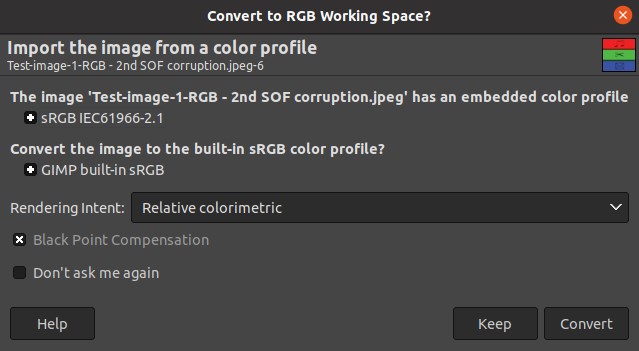 Convert to RGB Working Space?
Import the image from a color profile
Test-image-1-RGB - 2nd SOF corruption.jpeg-6
The image 'Test-image-1-RGB - 2nd SOF corruption.jpeg' has an embedded color profile
sRGB IEC61966-2.1
Convert the image to the built-in sRGB color profile?
GIMP built-in sRGB
Rendering Intent: Relative colorimetric
Black Point Compensation
Don't ask me again
Help Keep Convert